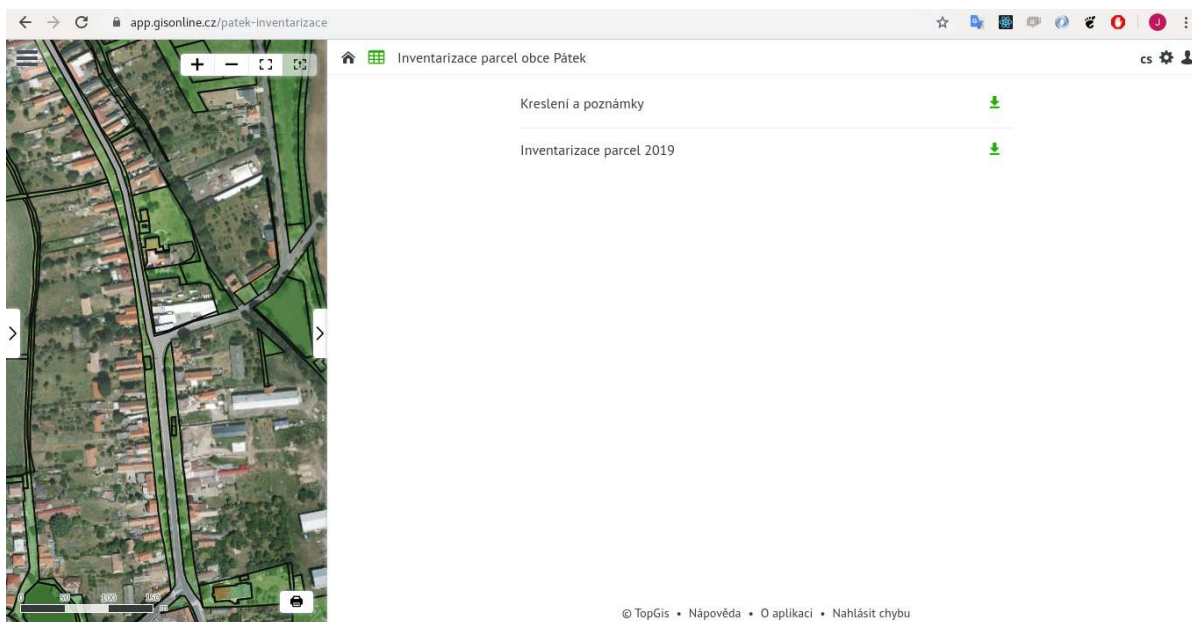 app.gisonline.cz/patek-inventarizace
J
Inventarizace parcel obce Pátek
cs
Kreslení a poznámky
Inventarizace parcel 2019
0 50 100 150
m
© TopGis • Nápověda • O aplikaci • Nahlásit chybu